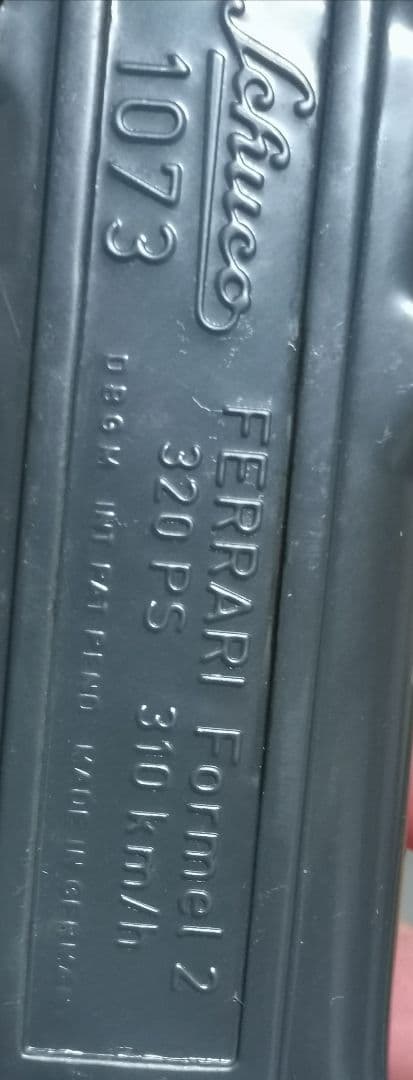 Schuco
1073
FERRARI Formel 2
320 PS 310 km/h
DBGM INT PAT PEND MADE IN GERMANY